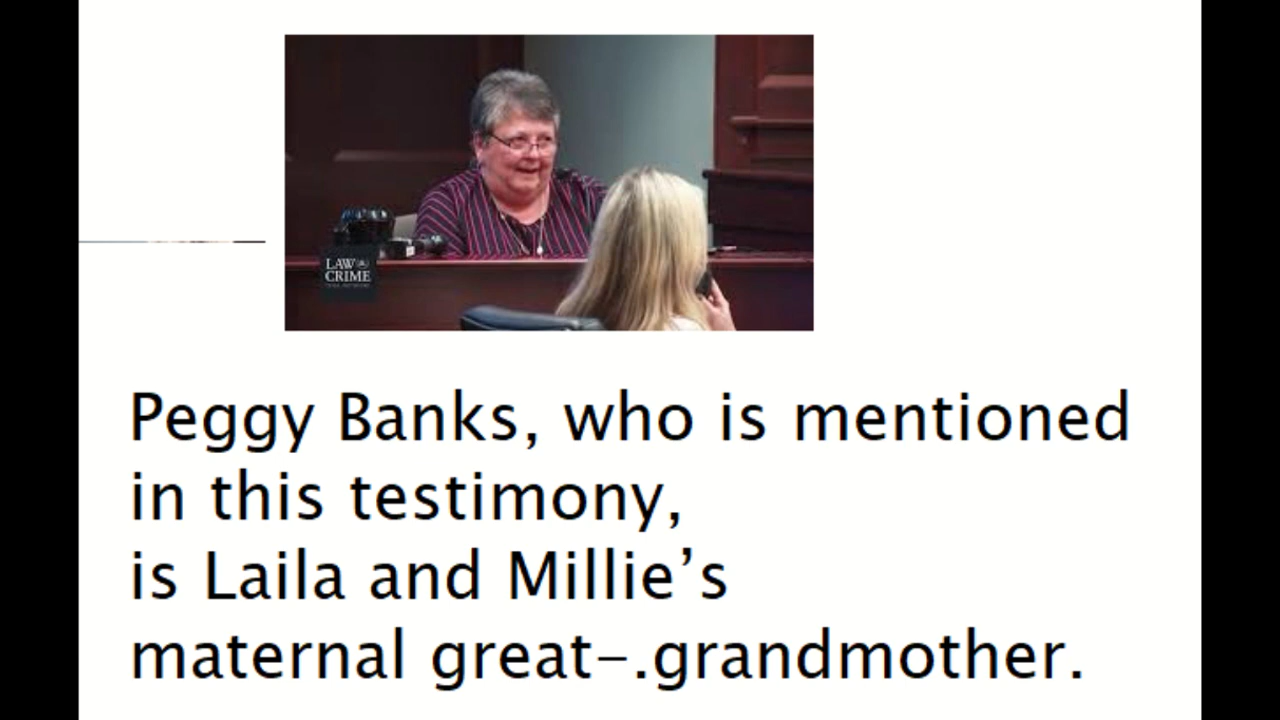 LAW
CRIME
Peggy Banks, who is mentioned
in this testimony,
is Laila and Millie’s
maternal great-.grandmother.